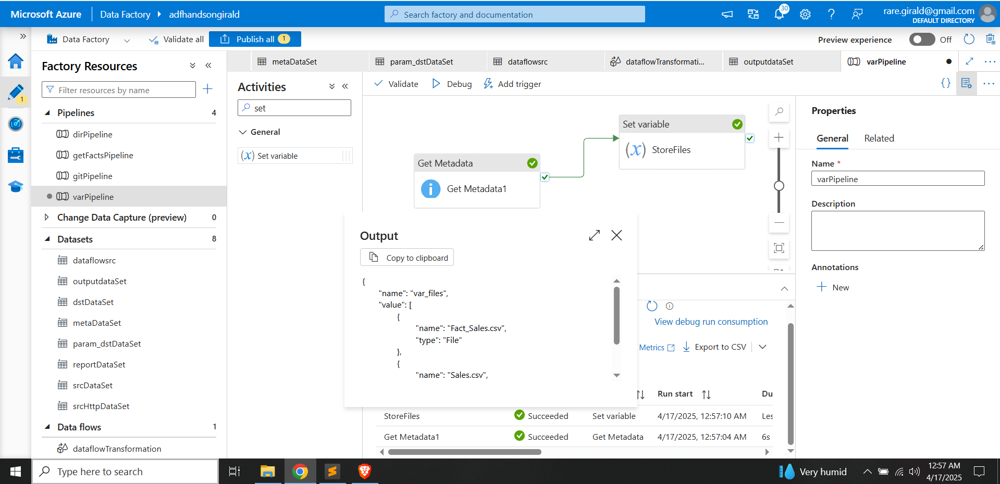 Microsoft Azure
Data Factory
adfhandsongirald
Search factory and documentation
30
rare.girald@gmail.com
DEFAULT DIRECTORY
Data Factory
Validate all
Publish all 1
Preview experience
Off
1
Factory Resources
Filter resources by name
Pipelines 4
dirPipeline
getFactsPipeline
gitPipeline
varPipeline
Change Data Capture (preview) 0
Datasets 8
dataflowsrc
outputdataSet
dstDataSet
metaDataSet
param_dstDataSet
reportDataSet
srcDataSet
srcHttpDataSet
Data flows 1
dataflowTransformation
metaDataSet
param_dstDataSet
dataflowsrc
dataflowTransformati...
outputdataSet
varPipeline
Activities
set
General
(x) Set variable
Validate
Debug
Add trigger
Set variable
(x) StoreFiles
Get Metadata
Get Metadata1
Output
Copy to clipboard
{
"name": "var_files",
"value": [
{
"name": "Fact_Sales.csv",
"type": "File"
},
{
"name": "Sales.csv",
View debug run consumption
Metrics
Export to CSV
Run start
Du
StoreFiles Succeeded Set variable 4/17/2025, 12:57:10 AM Les
Get Metadata1 Succeeded Get Metadata 4/17/2025, 12:57:04 AM 6s
{}
Properties
General
Related
Name *
varPipeline
Description
Annotations
New
Type here to search
Very humid
12:57 AM
4/17/2025